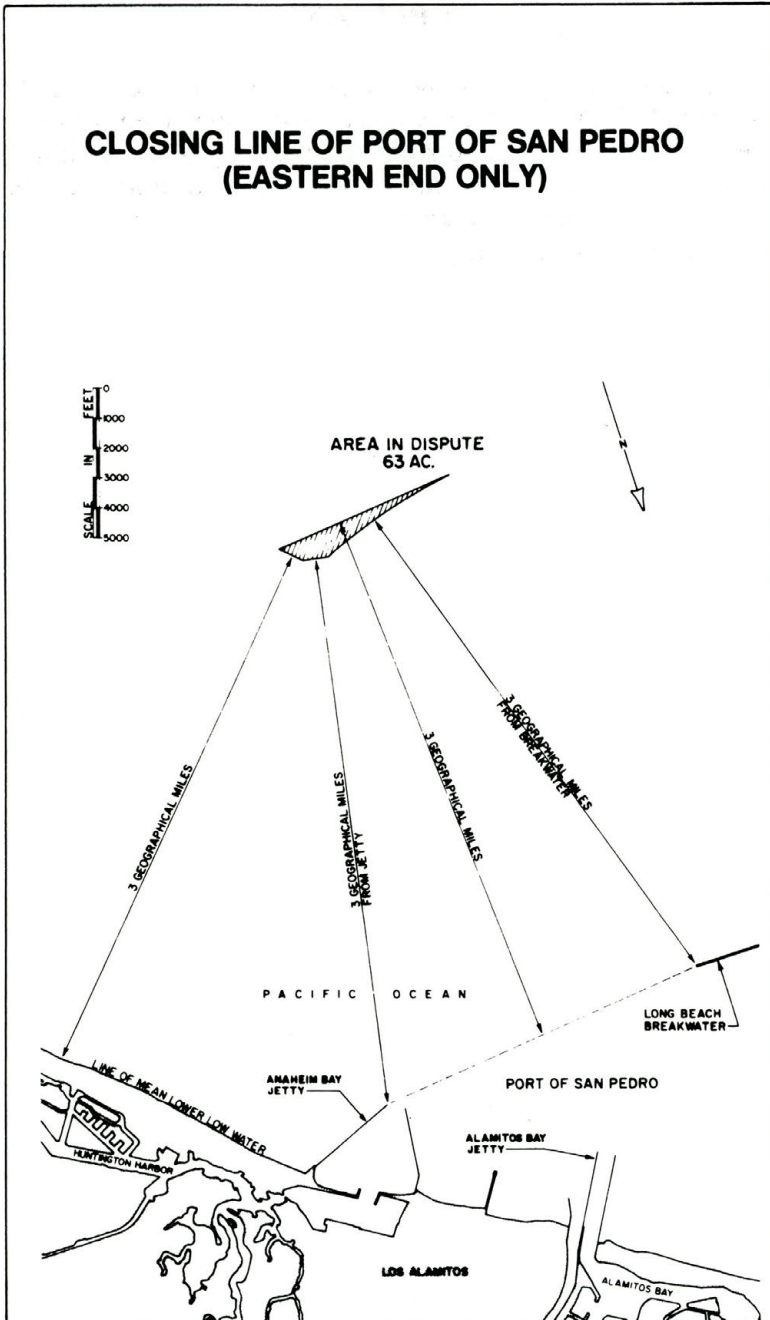 CLOSING LINE OF PORT OF SAN PEDRO
(EASTERN END ONLY)
SCALE IN FEET
0
1000
2000
3000
4000
5000
AREA IN DISPUTE
63 AC.
N
3 GEOGRAPHICAL MILES
3 GEOGRAPHICAL MILES
FROM JETTY
3 GEOGRAPHICAL MILES
3 GEOGRAPHICAL MILES
FROM BREAKWATER
PACIFIC OCEAN
LONG BEACH
BREAKWATER
ANAHEIM BAY
JETTY
PORT OF SAN PEDRO
LINE OF MEAN LOWER LOW WATER
ALAMITOS BAY
JETTY
HUNTINGTON HARBOR
LOS ALAMITOS
ALAMITOS BAY